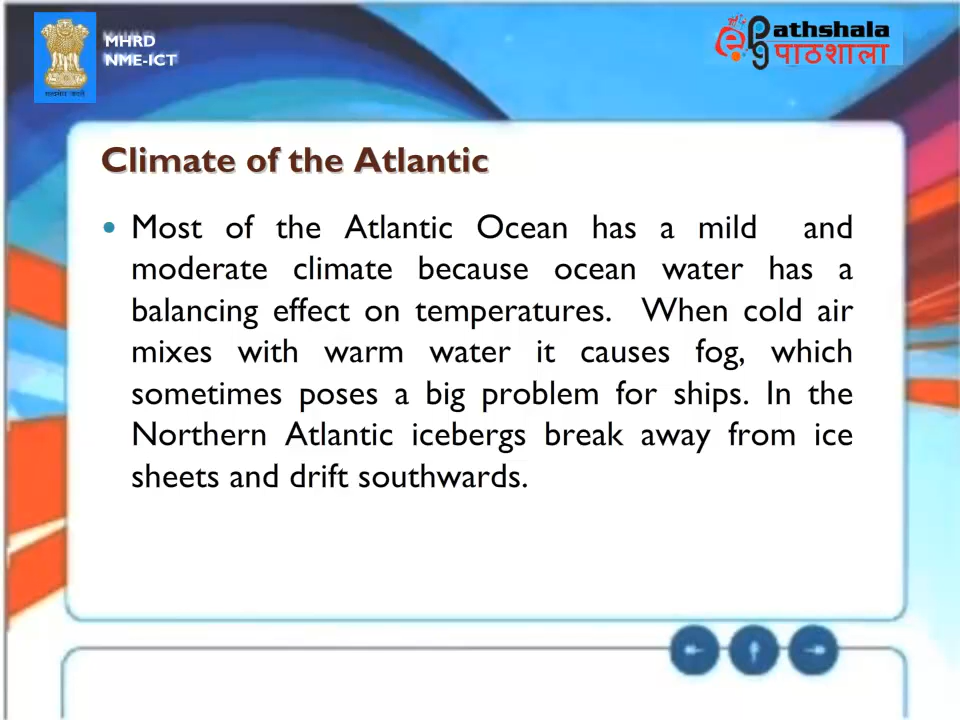 MHRD
NME-ICT
e pg Pathshala
पाठशाला
Climate of the Atlantic
• Most of the Atlantic Ocean has a mild and
moderate climate because ocean water has a
balancing effect on temperatures. When cold air
mixes with warm water it causes fog, which
sometimes poses a big problem for ships. In the
Northern Atlantic icebergs break away from ice
sheets and drift southwards.